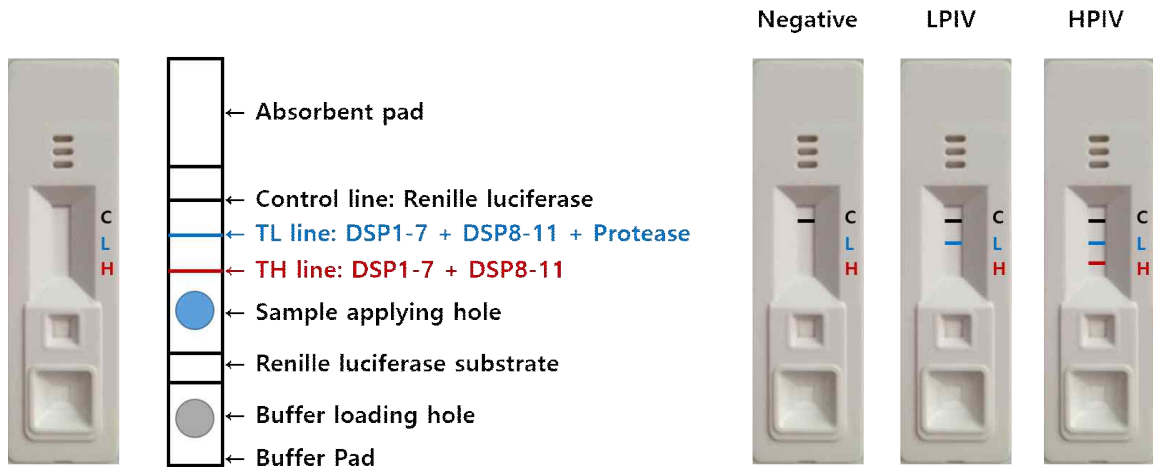 Negative LPIV HPIV
← Absorbent pad
← Control line: Renille luciferase
← TL line: DSP1-7 + DSP8-11 + Protease
← TH line: DSP1-7 + DSP8-11
← Sample applying hole
← Renille luciferase substrate
← Buffer loading hole
← Buffer Pad
C
L
H
C
L
H
C
L
H
C
L
H